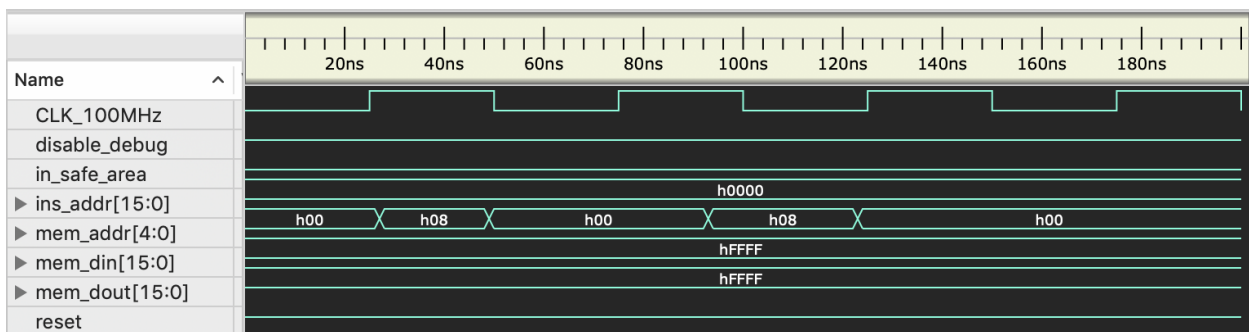 20ns 40ns 60ns 80ns 100ns 120ns 140ns 160ns 180ns
Name
CLK_100MHz
disable_debug
in_safe_area
ins_addr[15:0] h0000
mem_addr[4:0] h00 h08 h00 h08 h00
mem_din[15:0] hFFFF
mem_dout[15:0] hFFFF
reset